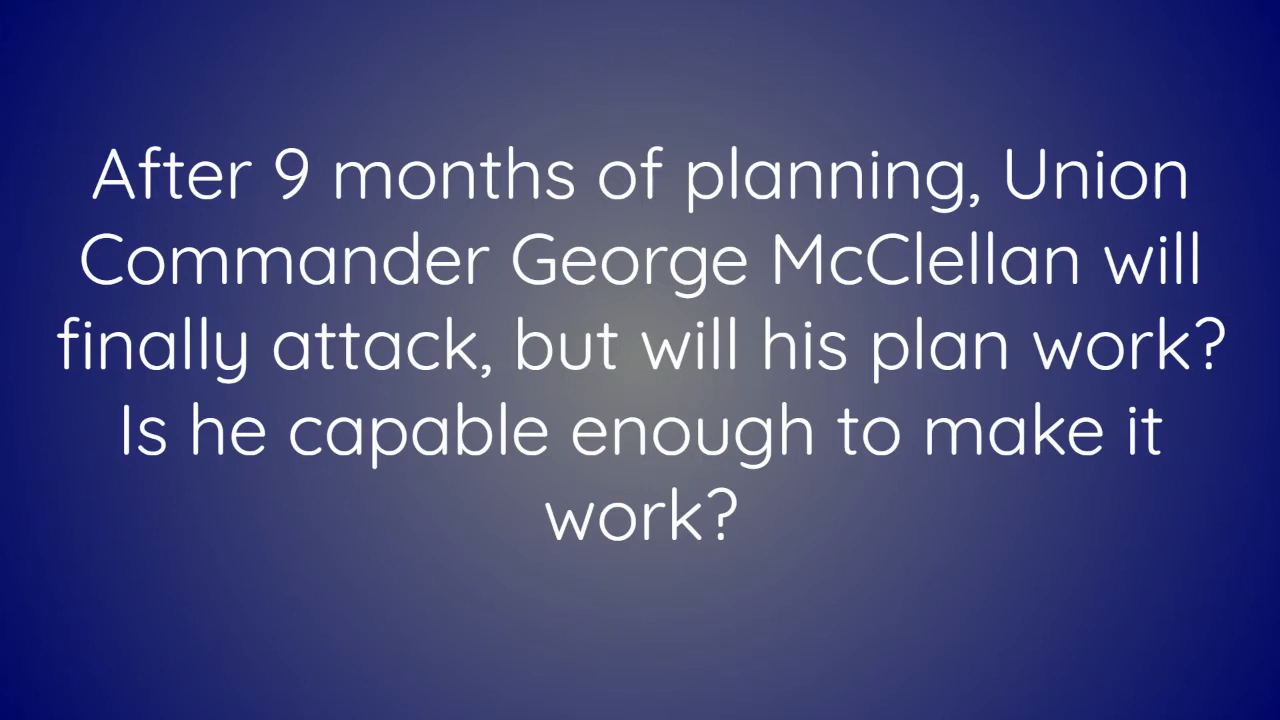 After 9 months of planning, Union
Commander George McClellan will
finally attack, but will his plan work?
Is he capable enough to make it
work?